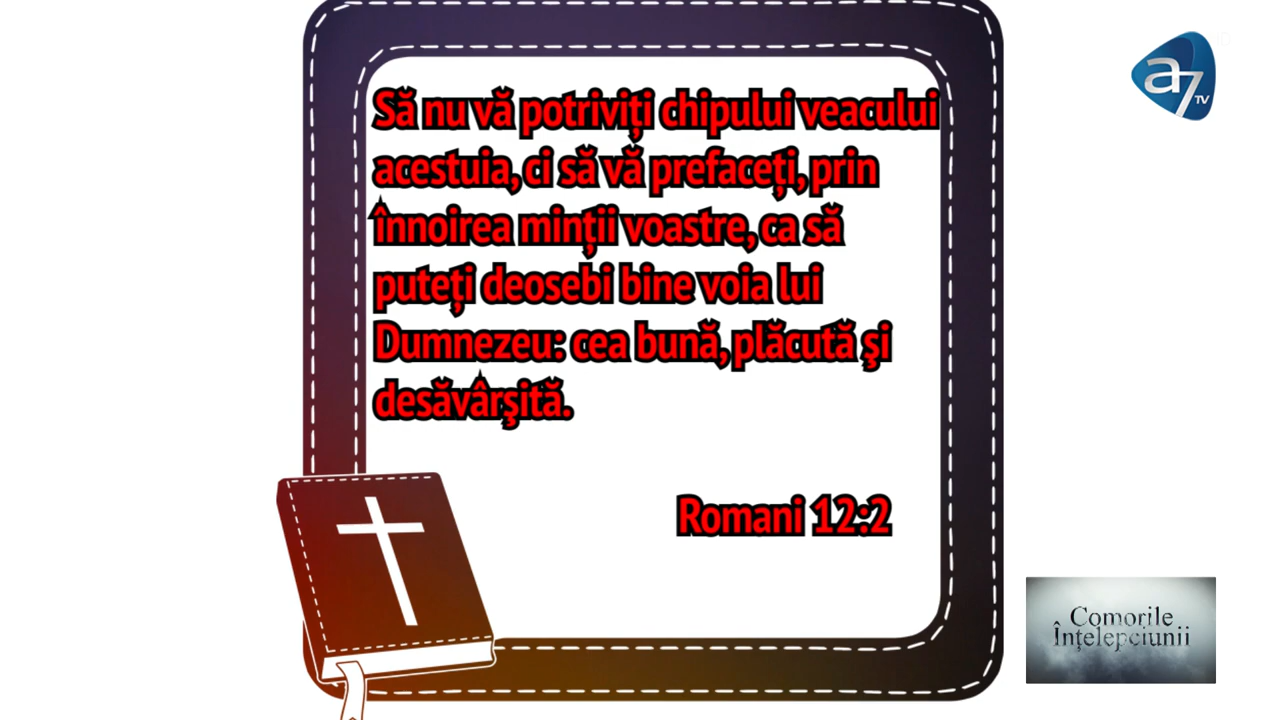 a7 TV
Să nu vă potriviți chipului veacului
acestuia, ci să vă prefaceți, prin
înnoirea minții voastre, ca să
puteți deosebi bine voia lui
Dumnezeu: cea bună, plăcută şi
desăvârşită.
Romani 12:2
Comorile
Înţelepciunii